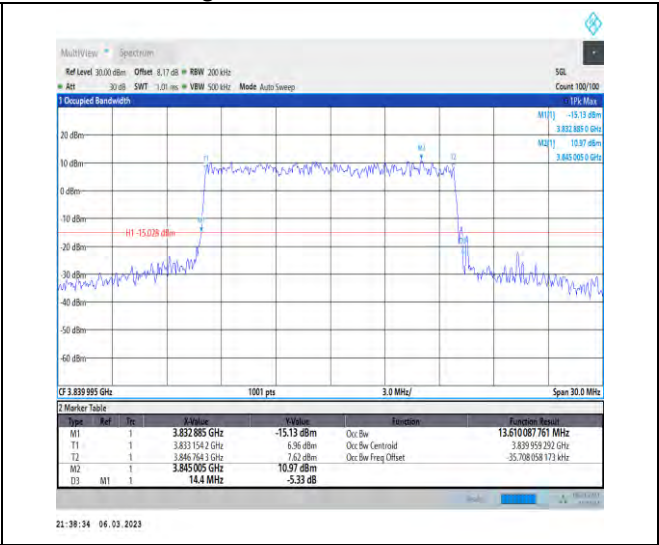 MultiView Spectrum
Ref Level 30.00 dBm Offset 8.17 dB RBW 200 kHz SGL
Att 30 dB SWT 1.01 ms VBW 500 kHz Mode Auto Sweep Count 100/100
1 Occupied Bandwidth 1Pk Max
M1[1] -15.13 dBm
3.832 885 0 GHz
M2[1] 10.97 dBm
3.845 005 0 GHz
20 dBm
M2
T1 T2
10 dBm
0 dBm
-10 dBm
H1 -15.028 dBm
-20 dBm
-30 dBm
-40 dBm
-50 dBm
-60 dBm
CF 3.839 995 GHz 1001 pts 3.0 MHz/ Span 30.0 MHz
2 Marker Table
Type Ref Trc X-Value Y-Value Function Function Result
M1 1 3.832 885 GHz -15.13 dBm Occ Bw 13.610 087 761 MHz
T1 1 3.833 154 2 GHz 6.96 dBm Occ Bw Centroid 3.839 959 292 GHz
T2 1 3.846 764 3 GHz 7.62 dBm Occ Bw Freq Offset -35.708 058 173 kHz
M2 1 3.845 005 GHz 10.97 dBm
D3 M1 1 14.4 MHz -5.33 dB
21:38:34 06.03.2023